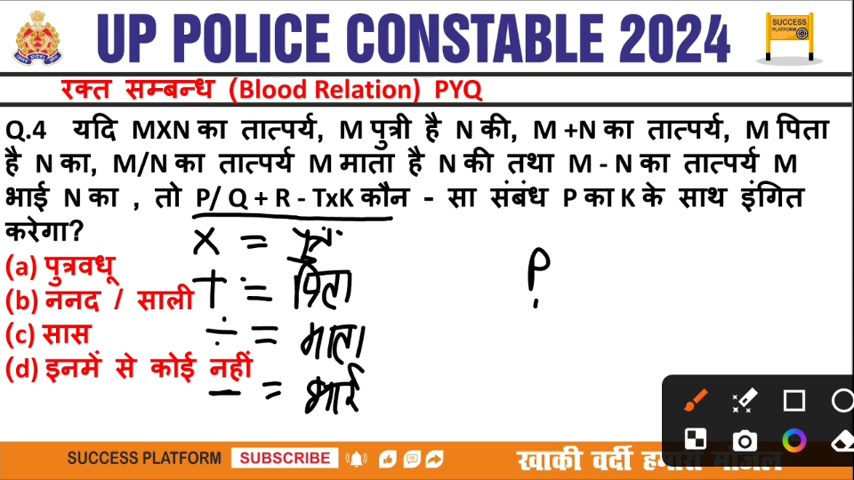 UP POLICE CONSTABLE 2024
SUCCESS
PLATFORM
रक्त सम्बन्ध (Blood Relation) PYQ
Q.4 यदि MXN का तात्पर्य, M पुत्री है N की, M +N का तात्पर्य, M पिता
है N का, M/N का तात्पर्य M माता है N की तथा M - N का तात्पर्य M
भाई N का , तो P/ Q + R - TxK कौन - सा संबंध P का K के साथ इंगित
करेगा?
(a) पुत्रवधू
(b) ननद / साली
(c) सास
(d) इनमें से कोई नहीं
× =
+ = पिता
÷ = माता
− = भाई
P
SUCCESS PLATFORM SUBSCRIBE खाकी वर्दी हमारी मंजिल